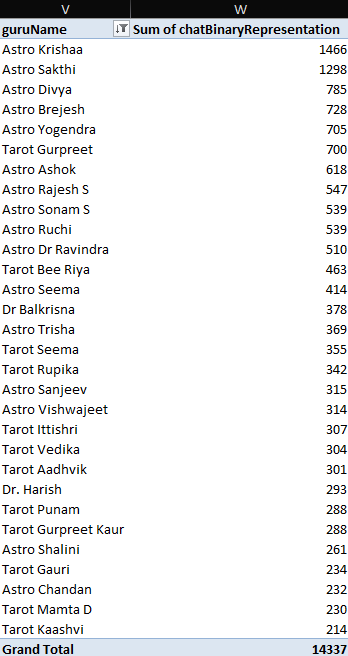 V W
guruName Sum of chatBinaryRepresentation
Astro Krishaa 1466
Astro Sakthi 1298
Astro Divya 785
Astro Brejesh 728
Astro Yogendra 705
Tarot Gurpreet 700
Astro Ashok 618
Astro Rajesh S 547
Astro Sonam S 539
Astro Ruchi 539
Astro Dr Ravindra 510
Tarot Bee Riya 463
Astro Seema 414
Dr Balkrisna 378
Astro Trisha 369
Tarot Seema 355
Tarot Rupika 342
Astro Sanjeev 315
Astro Vishwajeet 314
Tarot Ittishri 307
Tarot Vedika 304
Tarot Aadhvik 301
Dr. Harish 293
Tarot Punam 288
Tarot Gurpreet Kaur 288
Astro Shalini 261
Tarot Gauri 234
Astro Chandan 232
Tarot Mamta D 230
Tarot Kaashvi 214
Grand Total 14337